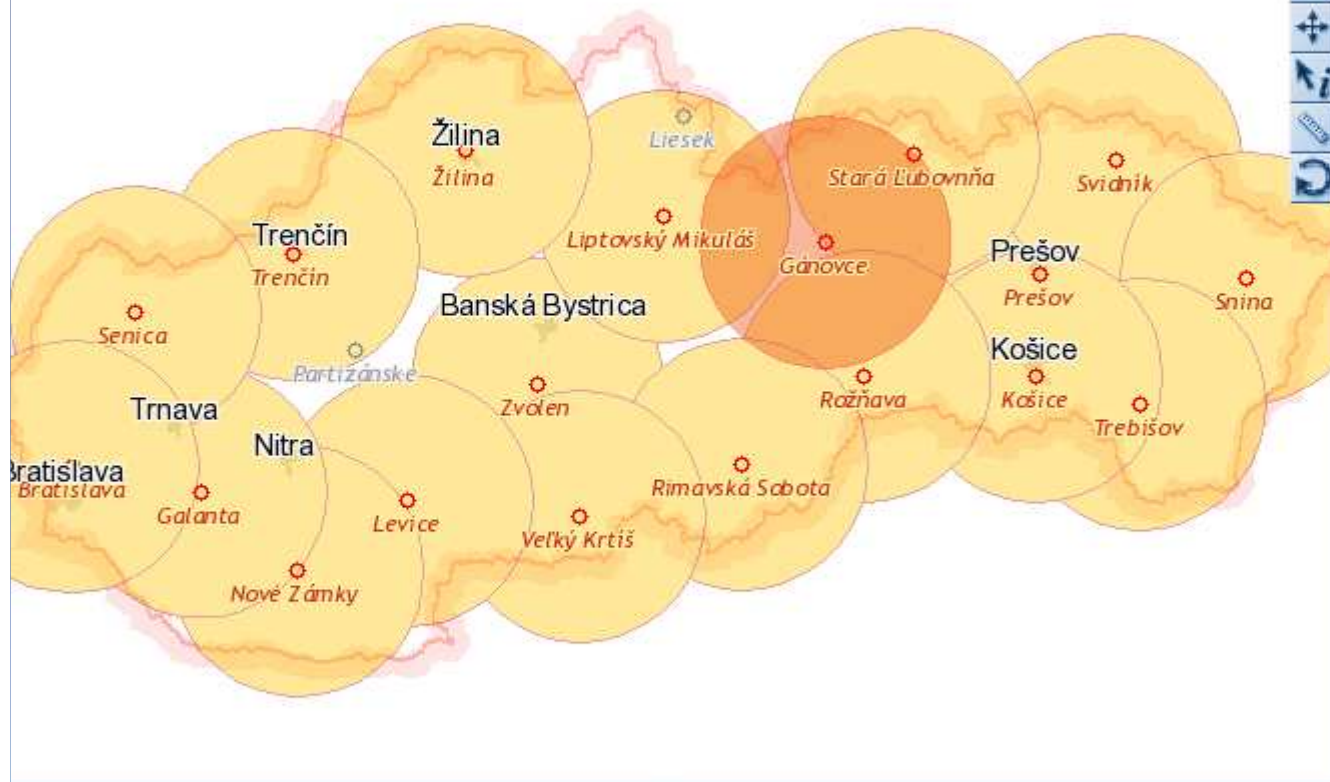 Žilina
Žilina
Liesek
Stará Ľubovnňa
Svidník
Trenčín
Trenčín
Liptovský Mikuláš
Gánovce
Prešov
Prešov
Snina
Banská Bystrica
Senica
Partizánske
Košice
Košice
Rožňava
Zvolen
Trebišov
Trnava
Nitra
Bratislava
Bratislava
Galanta
Levice
Rimavská Sobota
Veľký Krtíš
Nové Zámky
i